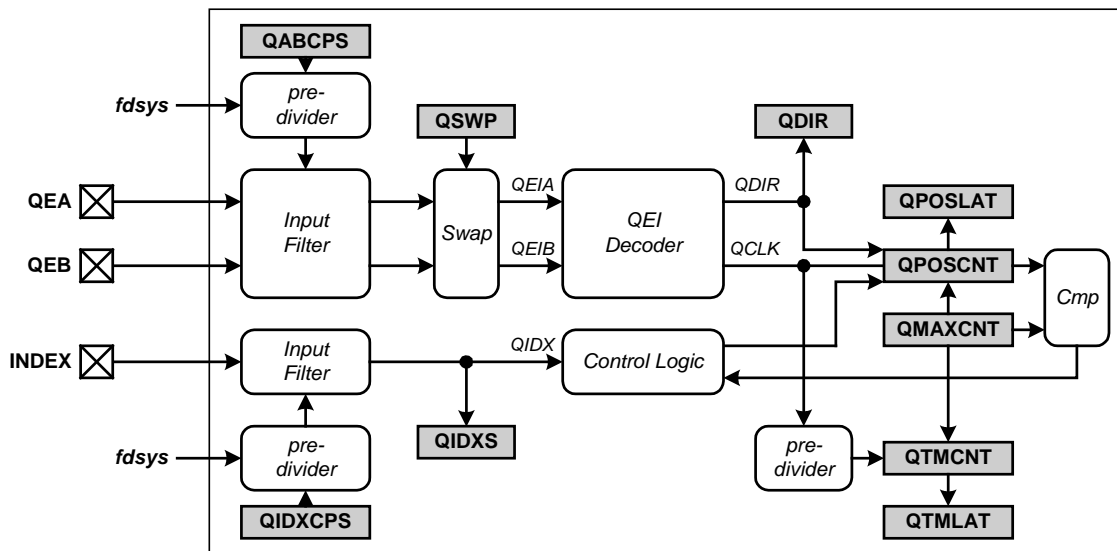 QABCPS
fdsys
pre-
divider
QSWP
QDIR
QEA
QEB
Input
Filter
Swap
QEIA
QEIB
QEI
Decoder
QDIR
QCLK
QPOSLAT
QPOSCNT
QMAXCNT
Cmp
INDEX
Input
Filter
QIDX
Control Logic
QIDXS
fdsys
pre-
divider
QIDXCPS
pre-
divider
QTMCNT
QTMLAT